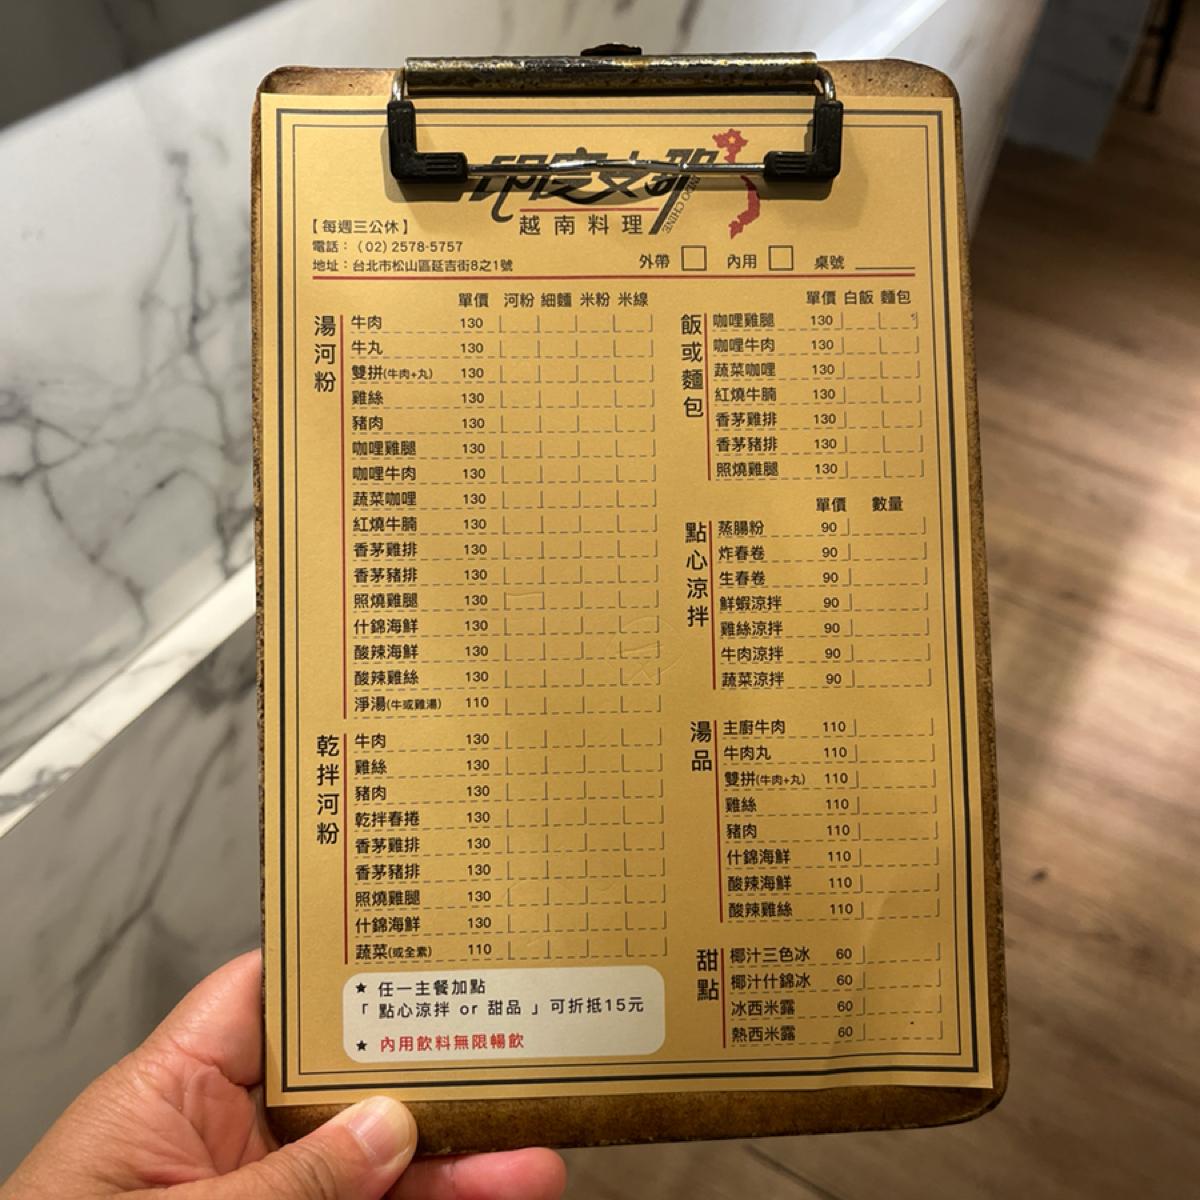 印度支那
INDO CHINE
越南料理
【每週三公休】
電話：（02）2578-5757
地址：台北市松山區延吉街8之1號
外帶 內用 桌號
單價 河粉 細麵 米粉 米線
湯河粉
牛肉 130
牛丸 130
雙拼(牛肉+丸) 130
雞絲 130
豬肉 130
咖哩雞腿 130
咖哩牛肉 130
蔬菜咖哩 130
紅燒牛腩 130
香茅雞排 130
香茅豬排 130
照燒雞腿 130
什錦海鮮 130
酸辣海鮮 130
酸辣雞絲 130
淨湯(牛或雞湯) 110
乾拌河粉
牛肉 130
雞絲 130
豬肉 130
乾拌春捲 130
香茅雞排 130
香茅豬排 130
照燒雞腿 130
什錦海鮮 130
蔬菜(或全素) 110
★ 任一主餐加點
「 點心涼拌 or 甜品 」可折抵15元
★ 內用飲料無限暢飲
單價 白飯 麵包
飯或麵包
咖哩雞腿 130
咖哩牛肉 130
蔬菜咖哩 130
紅燒牛腩 130
香茅雞排 130
香茅豬排 130
照燒雞腿 130
單價 數量
點心涼拌
蒸腸粉 90
炸春卷 90
生春卷 90
鮮蝦涼拌 90
雞絲涼拌 90
牛肉涼拌 90
蔬菜涼拌 90
湯品
主廚牛肉 110
牛肉丸 110
雙拼(牛肉+丸) 110
雞絲 110
豬肉 110
什錦海鮮 110
酸辣海鮮 110
酸辣雞絲 110
甜點
椰汁三色冰 60
椰汁什錦冰 60
冰西米露 60
熱西米露 60